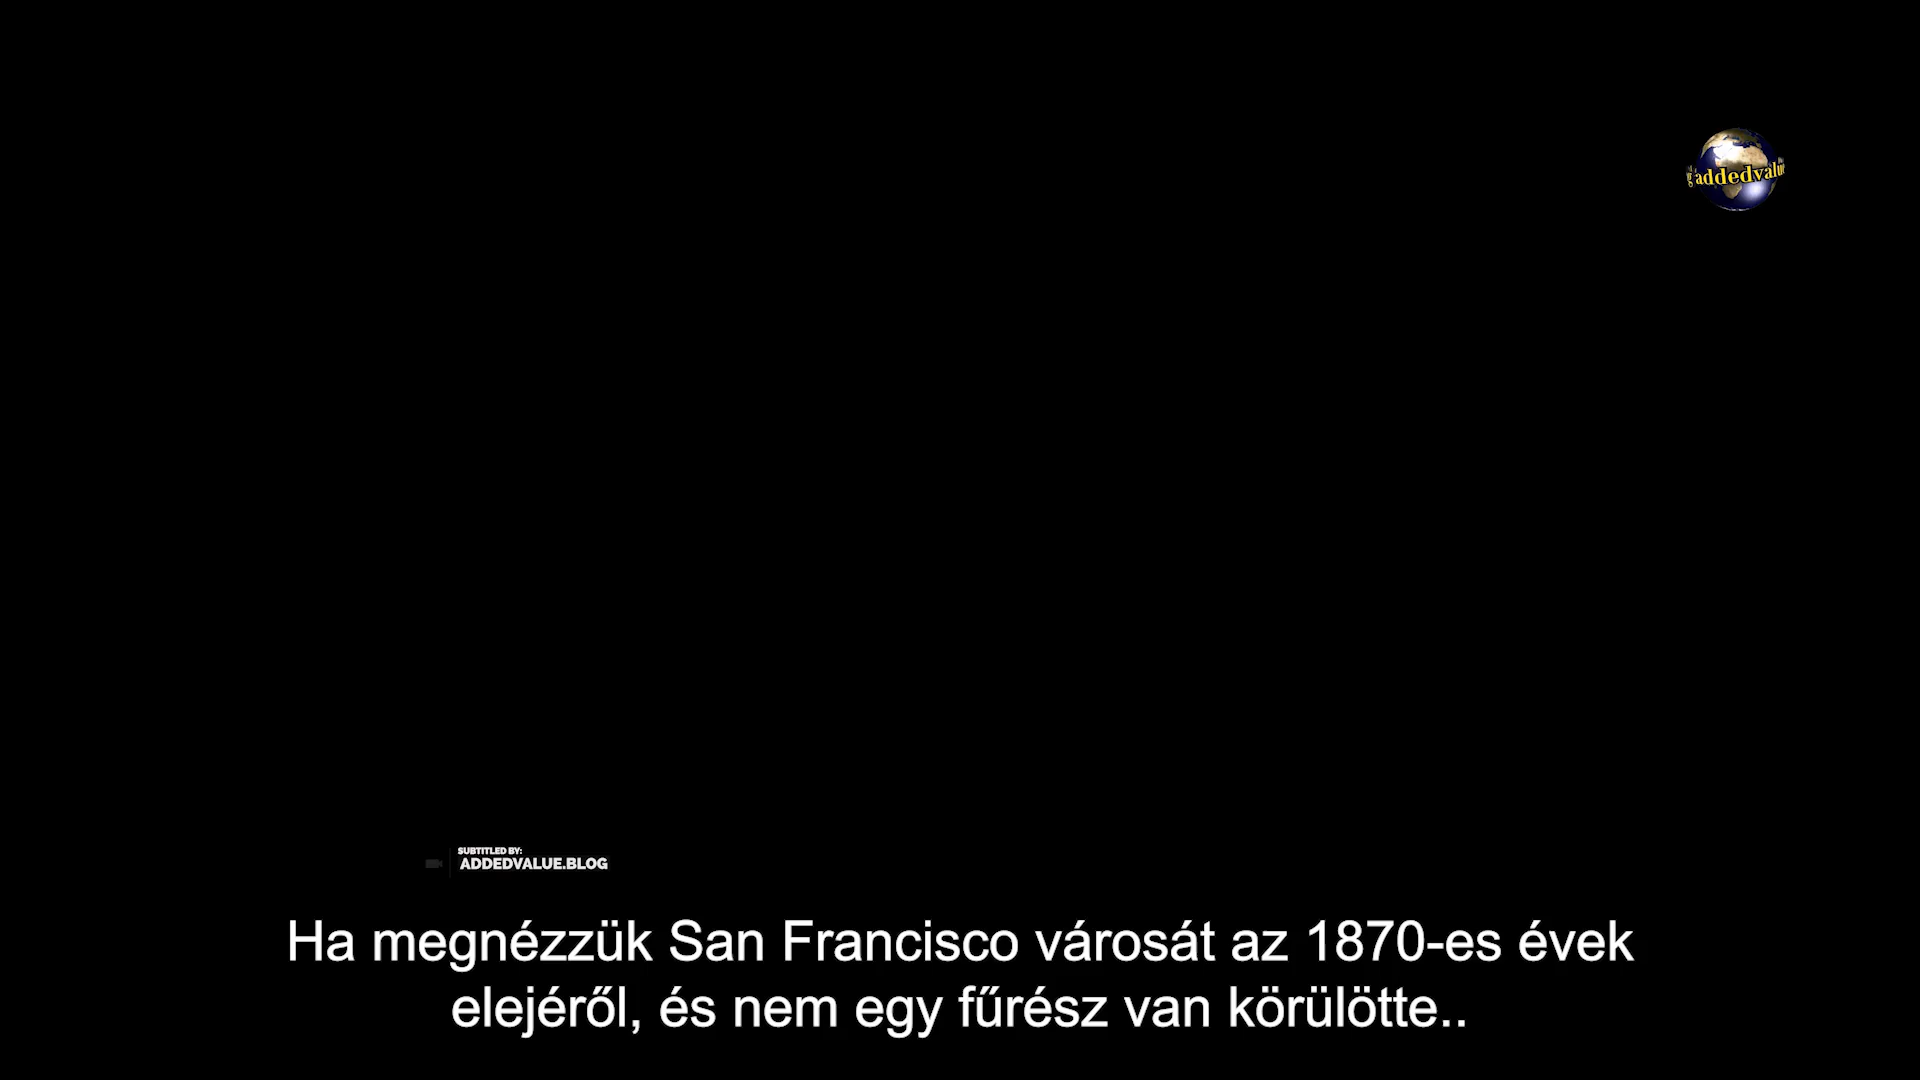 addedvalue
SUBTITLED BY:
ADDEDVALUE.BLOG
Ha megnézzük San Francisco városát az 1870-es évek
elejéről, és nem egy fűrész van körülötte..